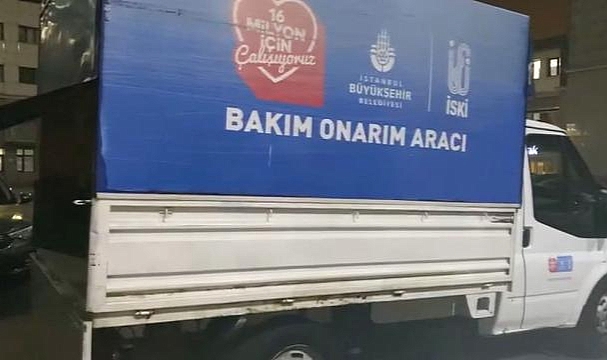 16
MİLYON
İÇİN
Çalışıyoruz
İSTANBUL
BÜYÜKŞEHİR
BELEDİYESİ
İSKİ
BAKIM ONARIM ARACI